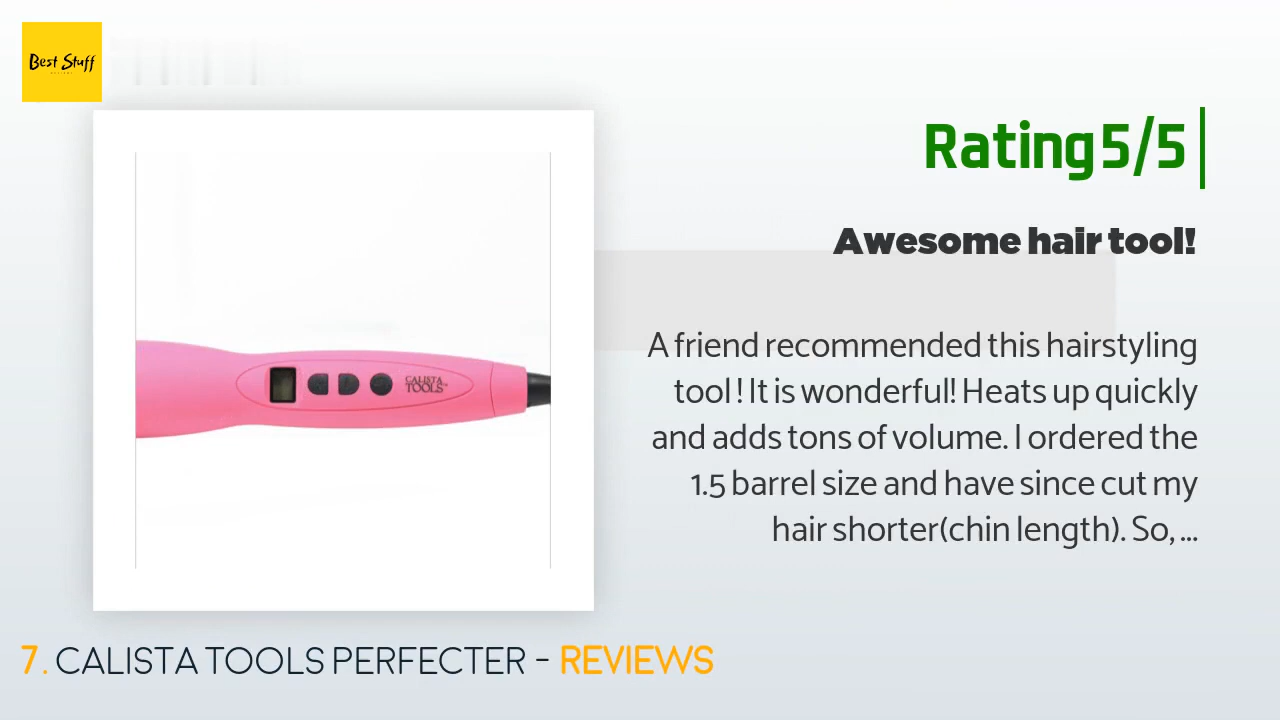 Best Stuff
Rating 5/5
Awesome hair tool!
A friend recommended this hairstyling
tool ! It is wonderful! Heats up quickly
and adds tons of volume. I ordered the
1.5 barrel size and have since cut my
hair shorter(chin length). So, ...
CALISTA
TOOLS
7. CALISTA TOOLS PERFECTER - REVIEWS